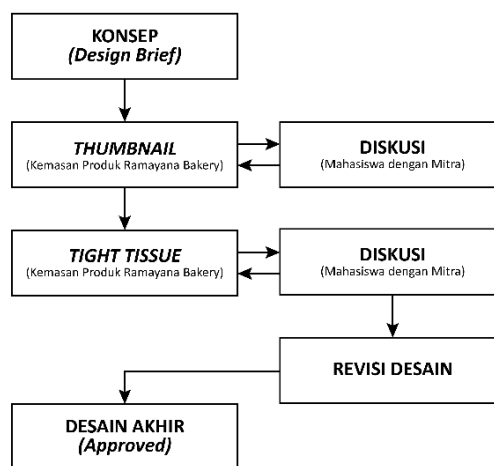 KONSEP
(Design Brief)
THUMBNAIL
(Kemasan Produk Ramayana Bakery)
DISKUSI
(Mahasiswa dengan Mitra)
TIGHT TISSUE
(Kemasan Produk Ramayana Bakery)
DISKUSI
(Mahasiswa dengan Mitra)
REVISI DESAIN
DESAIN AKHIR
(Approved)